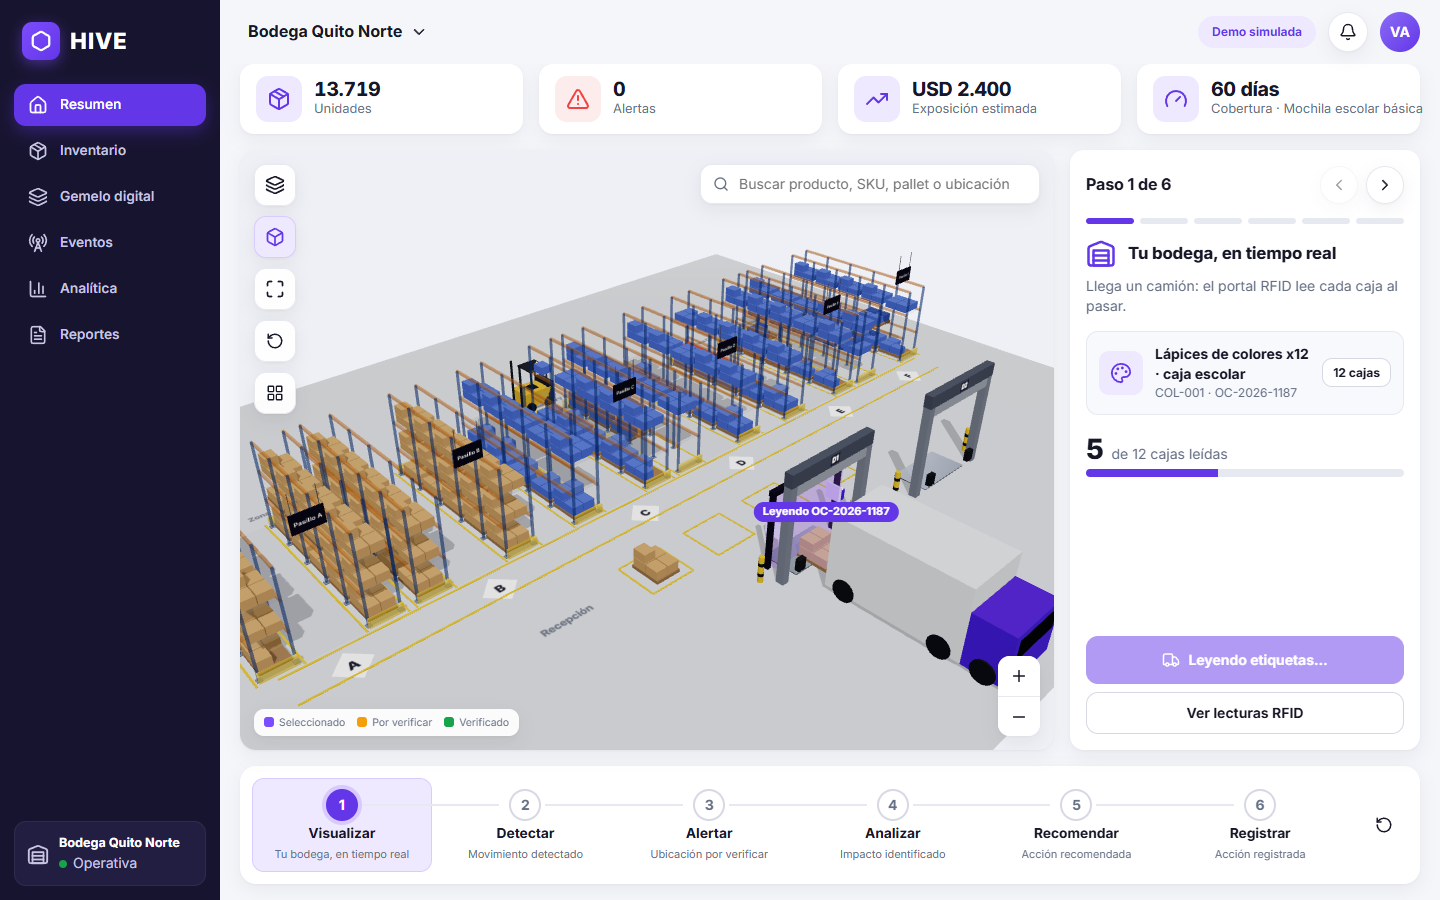 HIVE
Resumen
Inventario
Gemelo digital
Eventos
Analítica
Reportes
Bodega Quito Norte
Operativa
Bodega Quito Norte
Demo simulada
VA
13.719
Unidades
0
Alertas
USD 2.400
Exposición estimada
60 días
Cobertura · Mochila escolar básica
Buscar producto, SKU, pallet o ubicación
Pasillo C
Pasillo B
Pasillo A
02
01
F
E
D
C
B
A
Leyendo OC-2026-1187
Recepción
Seleccionado
Por verificar
Verificado
Paso 1 de 6
Tu bodega, en tiempo real
Llega un camión: el portal RFID lee cada caja al
pasar.
Lápices de colores x12
· caja escolar
COL-001 · OC-2026-1187
12 cajas
5 de 12 cajas leídas
Leyendo etiquetas...
Ver lecturas RFID
1
Visualizar
Tu bodega, en tiempo real
2
Detectar
Movimiento detectado
3
Alertar
Ubicación por verificar
4
Analizar
Impacto identificado
5
Recomendar
Acción recomendada
6
Registrar
Acción registrada